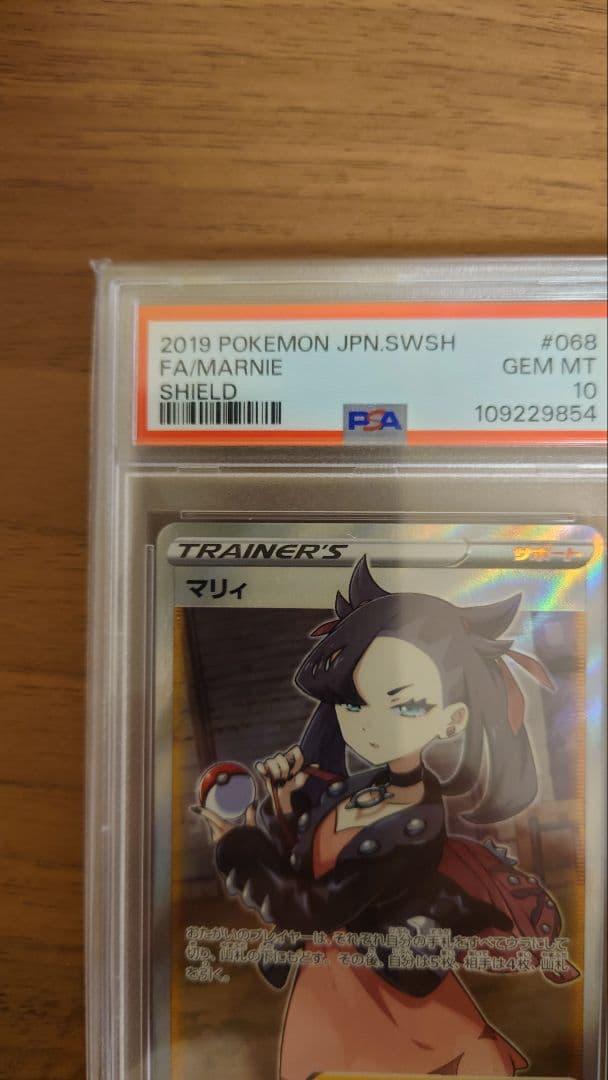 2019 POKEMON JPN.SWSH #068
FA/MARNIE GEM MT
SHIELD 10
PSA 109229854
TRAINER'S サポート
マリィ
おたがいのプレイヤーは、それぞれ自分の手札をすべてウラにして
切り、山札の下にもどす。その後、自分は5枚、相手は4枚、山札
を引く。